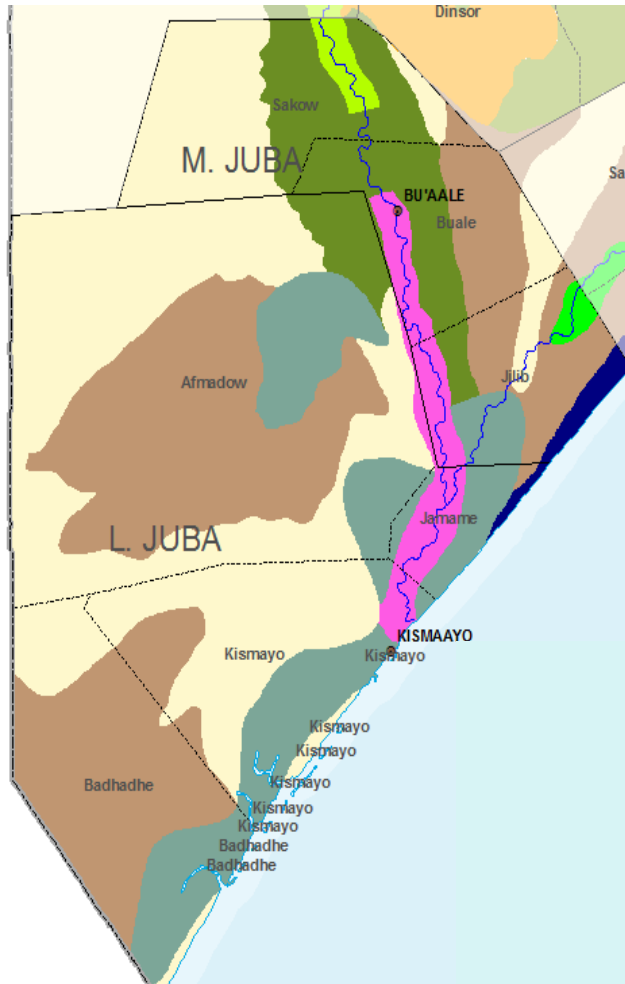 Dinsor
Sakow
M. JUBA
Sa
BU'AALE
Buale
Afmadow
Jilib
Jamame
L. JUBA
KISMAAYO
Kismayo
Kismayo
Kismayo
Kismayo
Kismayo
Badhadhe
Kismayo
Kismayo
Badhadhe
Badhadhe